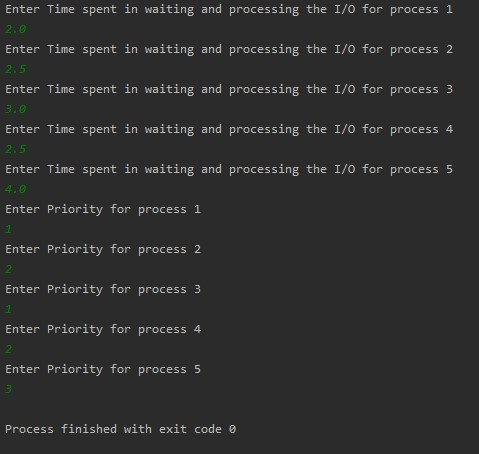 Enter Time spent in waiting and processing the I/O for process 1
2.0
Enter Time spent in waiting and processing the I/O for process 2
2.5
Enter Time spent in waiting and processing the I/O for process 3
3.0
Enter Time spent in waiting and processing the I/O for process 4
2.5
Enter Time spent in waiting and processing the I/O for process 5
4.0
Enter Priority for process 1
1
Enter Priority for process 2
2
Enter Priority for process 3
1
Enter Priority for process 4
2
Enter Priority for process 5
3
Process finished with exit code 0